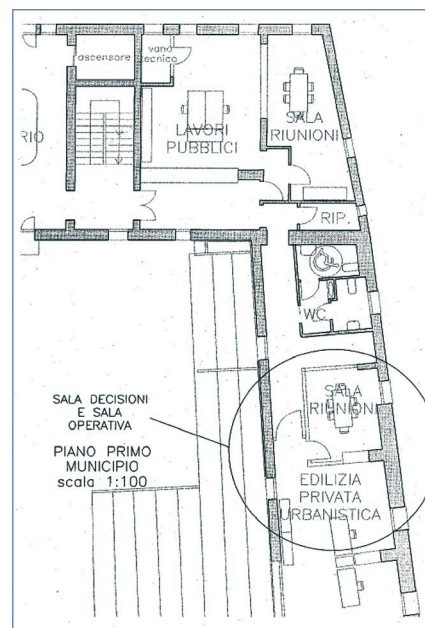 ascensore
vano
tecnico
LAVORI
PUBBLICI
SALA
RIUNIONI
RIO
RIP.
WC
SALA DECISIONI
E SALA
OPERATIVA
PIANO PRIMO
MUNICIPIO
scala 1:100
SALA
RIUNIONI
EDILIZIA
PRIVATA
URBANISTICA